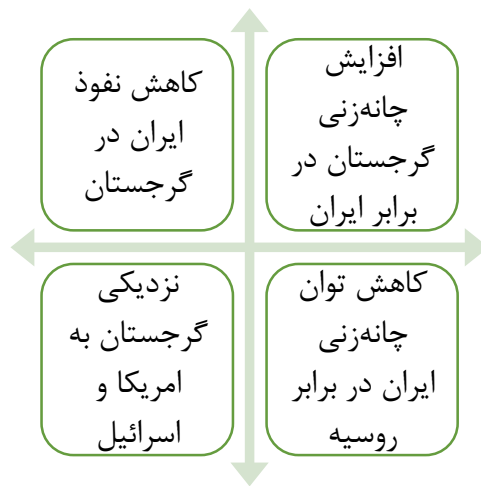 افزایش
چانه‌زنی
گرجستان در
برابر ایران
کاهش نفوذ
ایران در
گرجستان
کاهش توان
چانه‌زنی
ایران در برابر
روسیه
نزدیکی
گرجستان به
امریکا و
اسرائیل